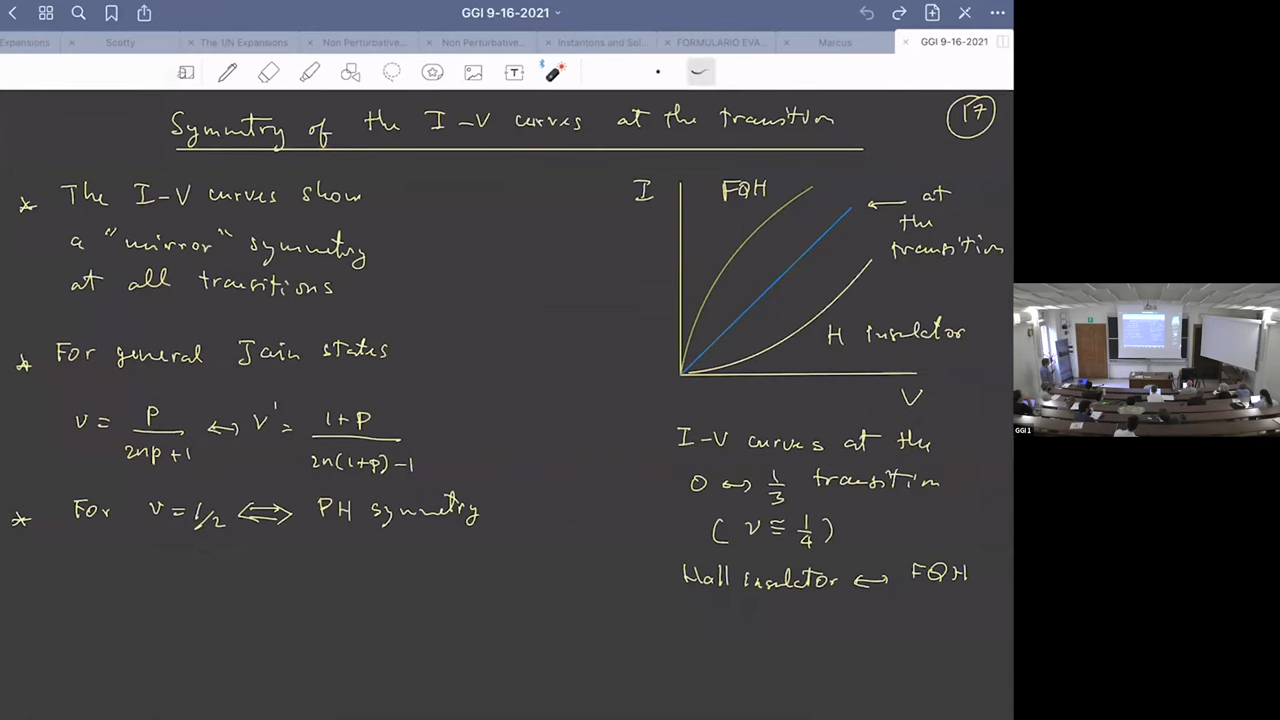 GGI 9-16-2021
Expansions
Scotty
The 1/N Expansions
Non Perturbative...
Non Perturbative...
Instantons and Sol...
FORMULARIO EVA...
Marcus
GGI 9-16-2021
Symmetry of the I-V curves at the transition
17
* The I-V curves show
a "mirror" symmetry
at all transitions
* For general Jain states
ν = p/(2np+1) ↔ ν' = (1+p)/(2n(1+p)-1)
* For ν = 1/2 ⟺ PH symmetry
I
FQH
← at
the
transition
H insulator
V
I-V curves at the
0 ↔ 1/3 transition
(ν ≅ 1/4)
Hall insulator ↔ FQH
GGI 1